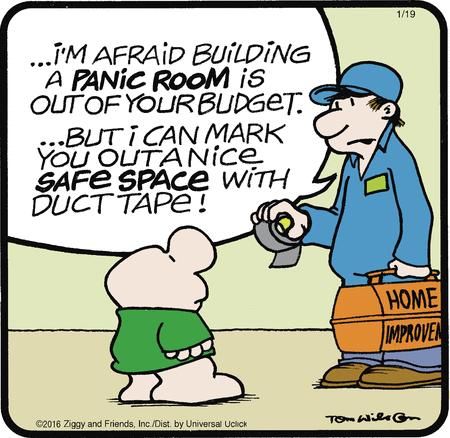 1/19
...I'M AFRAID BUILDING
A PANIC ROOM IS
OUT OF YOUR BUDGET.
...BUT I CAN MARK
YOU OUT A NICE
SAFE SPACE WITH
DUCT TAPE!
HOME
IMPROVEM
©2016 Ziggy and Friends, Inc./Dist. by Universal Uclick
Tom Wilson